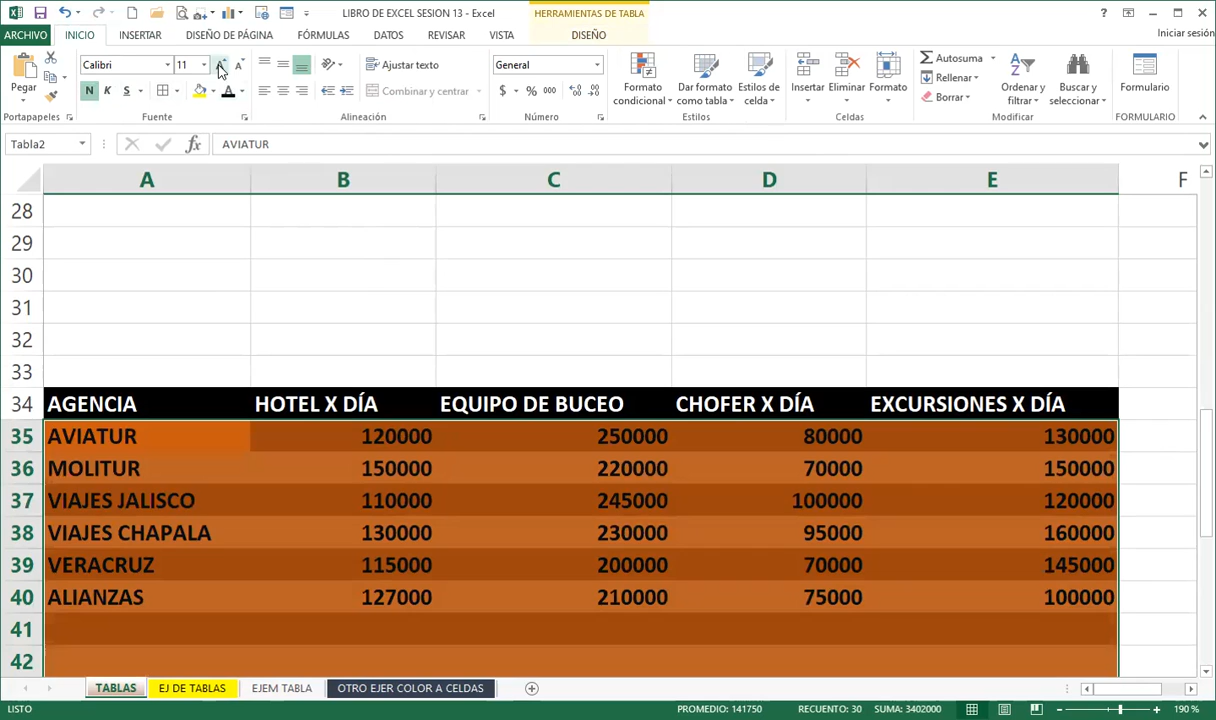 LIBRO DE EXCEL SESION 13 - Excel
HERRAMIENTAS DE TABLA
?
ARCHIVO INICIO INSERTAR DISEÑO DE PÁGINA FÓRMULAS DATOS REVISAR VISTA DISEÑO Iniciar sesión
Pegar
Portapapeles
Calibri 11
N K S A
Fuente
Ajustar texto
Combinar y centrar
Alineación
General
$ % 000
Número
Formato condicional
Dar formato como tabla
Estilos de celda
Estilos
Insertar Eliminar Formato
Celdas
Autosuma
Rellenar
Borrar
Ordenar y filtrar
Buscar y seleccionar
Modificar
Formulario
FORMULARIO
Tabla2 fx AVIATUR
A B C D E F
28
29
30
31
32
33
34 AGENCIA HOTEL X DÍA EQUIPO DE BUCEO CHOFER X DÍA EXCURSIONES X DÍA
35 AVIATUR 120000 250000 80000 130000
36 MOLITUR 150000 220000 70000 150000
37 VIAJES JALISCO 110000 245000 100000 120000
38 VIAJES CHAPALA 130000 230000 95000 160000
39 VERACRUZ 115000 200000 70000 145000
40 ALIANZAS 127000 210000 75000 100000
41
42
TABLAS EJ DE TABLAS EJEM TABLA OTRO EJER COLOR A CELDAS
LISTO PROMEDIO: 141750 RECUENTO: 30 SUMA: 3402000 190 %